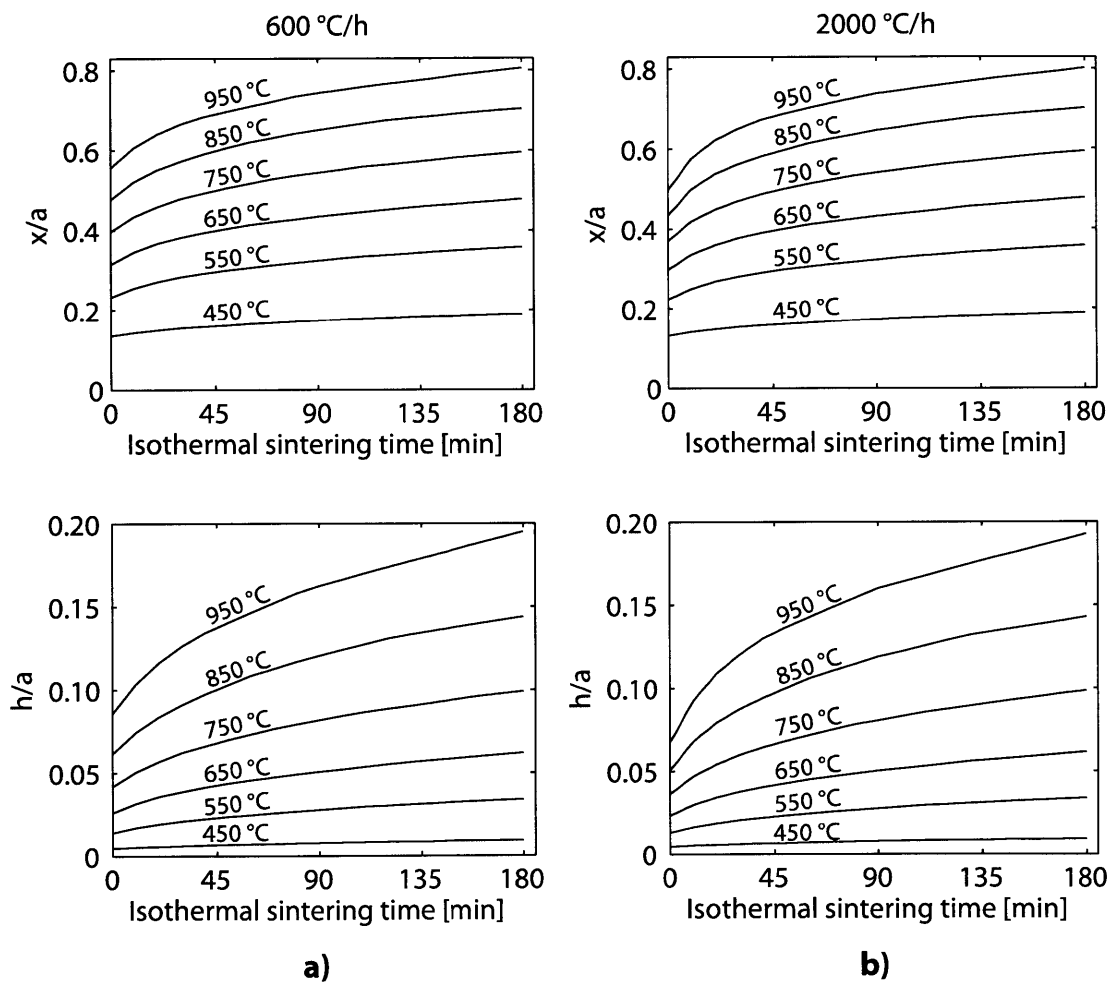 600 °C/h
0.8
0.6
0.4
0.2
0
x/a
950 °C
850 °C
750 °C
650 °C
550 °C
450 °C
0 45 90 135 180
Isothermal sintering time [min]
2000 °C/h
0.8
0.6
0.4
0.2
0
x/a
950 °C
850 °C
750 °C
650 °C
550 °C
450 °C
0 45 90 135 180
Isothermal sintering time [min]
0.20
0.15
0.10
0.05
0
h/a
950 °C
850 °C
750 °C
650 °C
550 °C
450 °C
0 45 90 135 180
Isothermal sintering time [min]
a)
0.20
0.15
0.10
0.05
0
h/a
950 °C
850 °C
750 °C
650 °C
550 °C
450 °C
0 45 90 135 180
Isothermal sintering time [min]
b)